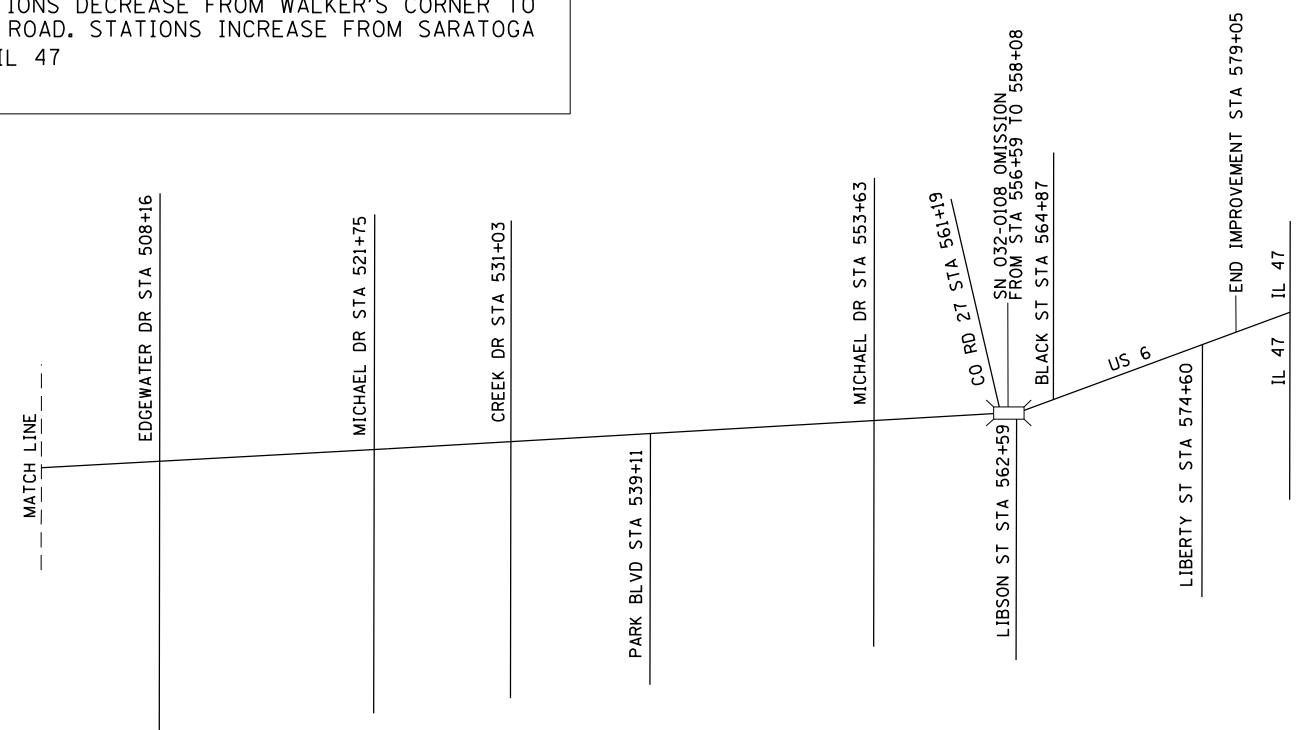 IONS DECREASE FROM WALKER'S CORNER TO
ROAD. STATIONS INCREASE FROM SARATOGA
IL 47
MATCH LINE
EDGEWATER DR STA 508+16
MICHAEL DR STA 521+75
CREEK DR STA 531+03
PARK BLVD STA 539+11
MICHAEL DR STA 553+63
CO RD 27 STA 561+19
SN 032-0108 OMISSION
FROM STA 556+59 TO 558+08
LIBSON ST STA 562+59
BLACK ST STA 564+87
US 6
LIBERTY ST STA 574+60
END IMPROVEMENT STA 579+05
IL 47
IL 47